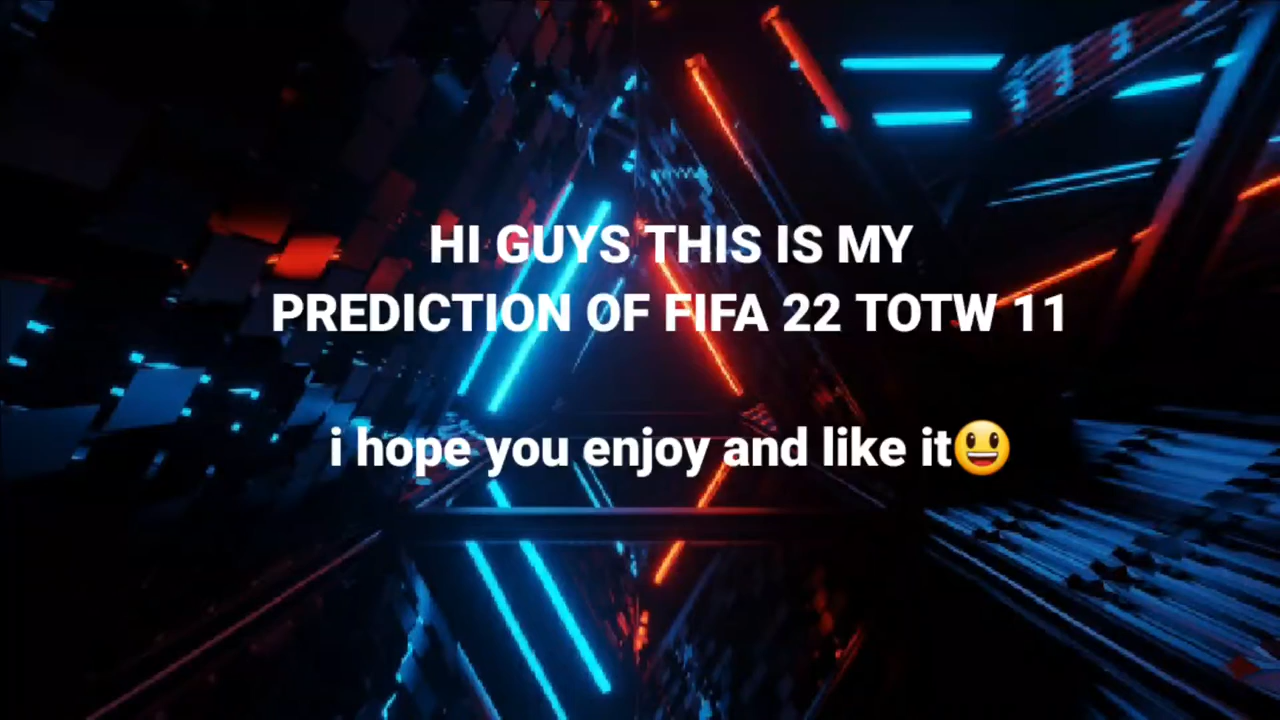 HI GUYS THIS IS MY
PREDICTION OF FIFA 22 TOTW 11
i hope you enjoy and like it😃